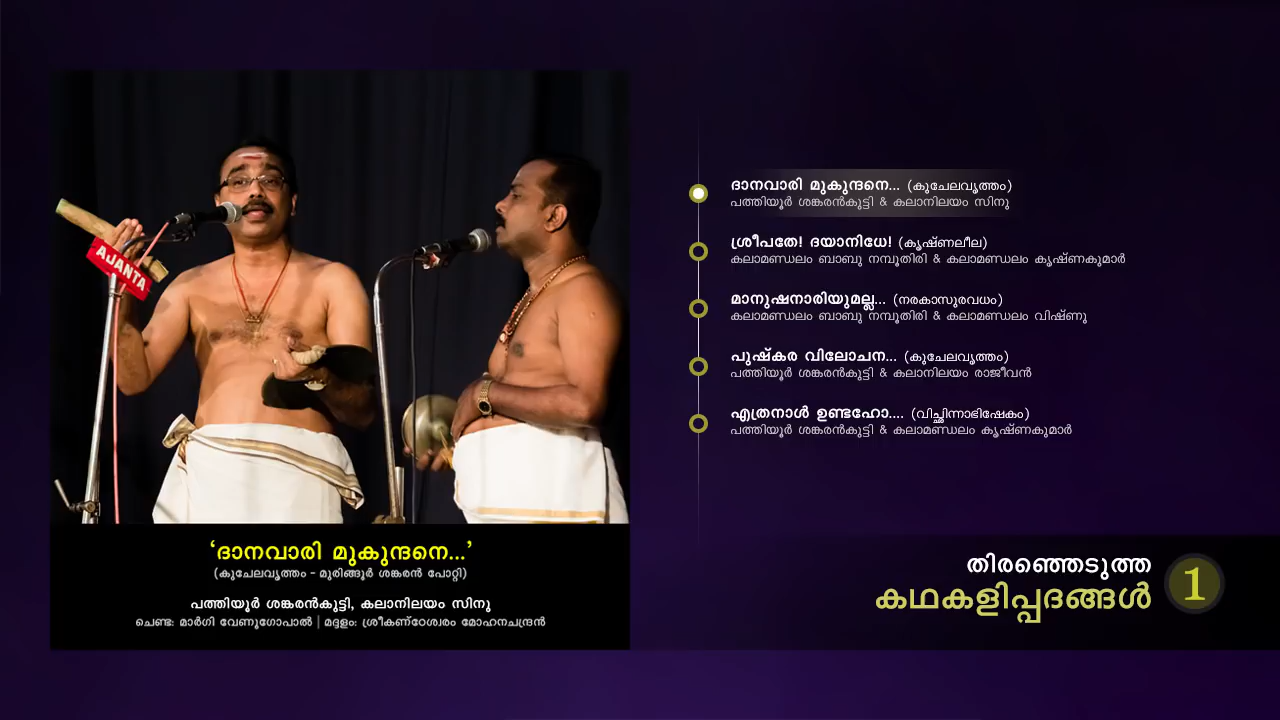 AJANTA
‘ദാനവാരി മുകുന്ദനെ...’
(കുചേലവൃത്തം – മുരിങ്ങൂർ ശങ്കരൻ പോറ്റി)
പത്തിയൂർ ശങ്കരൻകുട്ടി, കലാനിലയം സിനു
ചെണ്ട: മാർഗി വേണുഗോപാൽ | മദ്ദളം: ശ്രീകണ്ഠേശ്വരം മോഹനചന്ദ്രൻ
ദാനവാരി മുകുന്ദനെ... (കുചേലവൃത്തം)
പത്തിയൂർ ശങ്കരൻകുട്ടി & കലാനിലയം സിനു
ശ്രീപതേ! ദയാനിധേ! (കൃഷ്ണലീല)
കലാമണ്ഡലം ബാബു നമ്പൂതിരി & കലാമണ്ഡലം കൃഷ്ണകുമാർ
മാനുഷനാരിയുമല്ല... (നരകാസുരവധം)
കലാമണ്ഡലം ബാബു നമ്പൂതിരി & കലാമണ്ഡലം വിഷ്ണു
പുഷ്കര വിലോചന... (കുചേലവൃത്തം)
പത്തിയൂർ ശങ്കരൻകുട്ടി & കലാനിലയം രാജീവൻ
എത്രനാൾ ഉണ്ടഹോ.... (വിച്ഛിന്നാഭിഷേകം)
പത്തിയൂർ ശങ്കരൻകുട്ടി & കലാമണ്ഡലം കൃഷ്ണകുമാർ
തിരഞ്ഞെടുത്ത
കഥകളിപ്പദങ്ങൾ 1